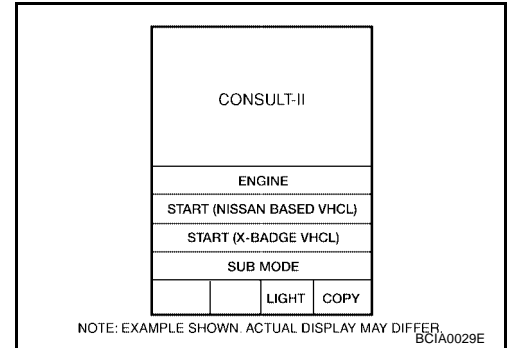 CONSULT-II
ENGINE
START (NISSAN BASED VHCL)
START (X-BADGE VHCL)
SUB MODE
LIGHT COPY
NOTE: EXAMPLE SHOWN. ACTUAL DISPLAY MAY DIFFER.
BCIA0029E